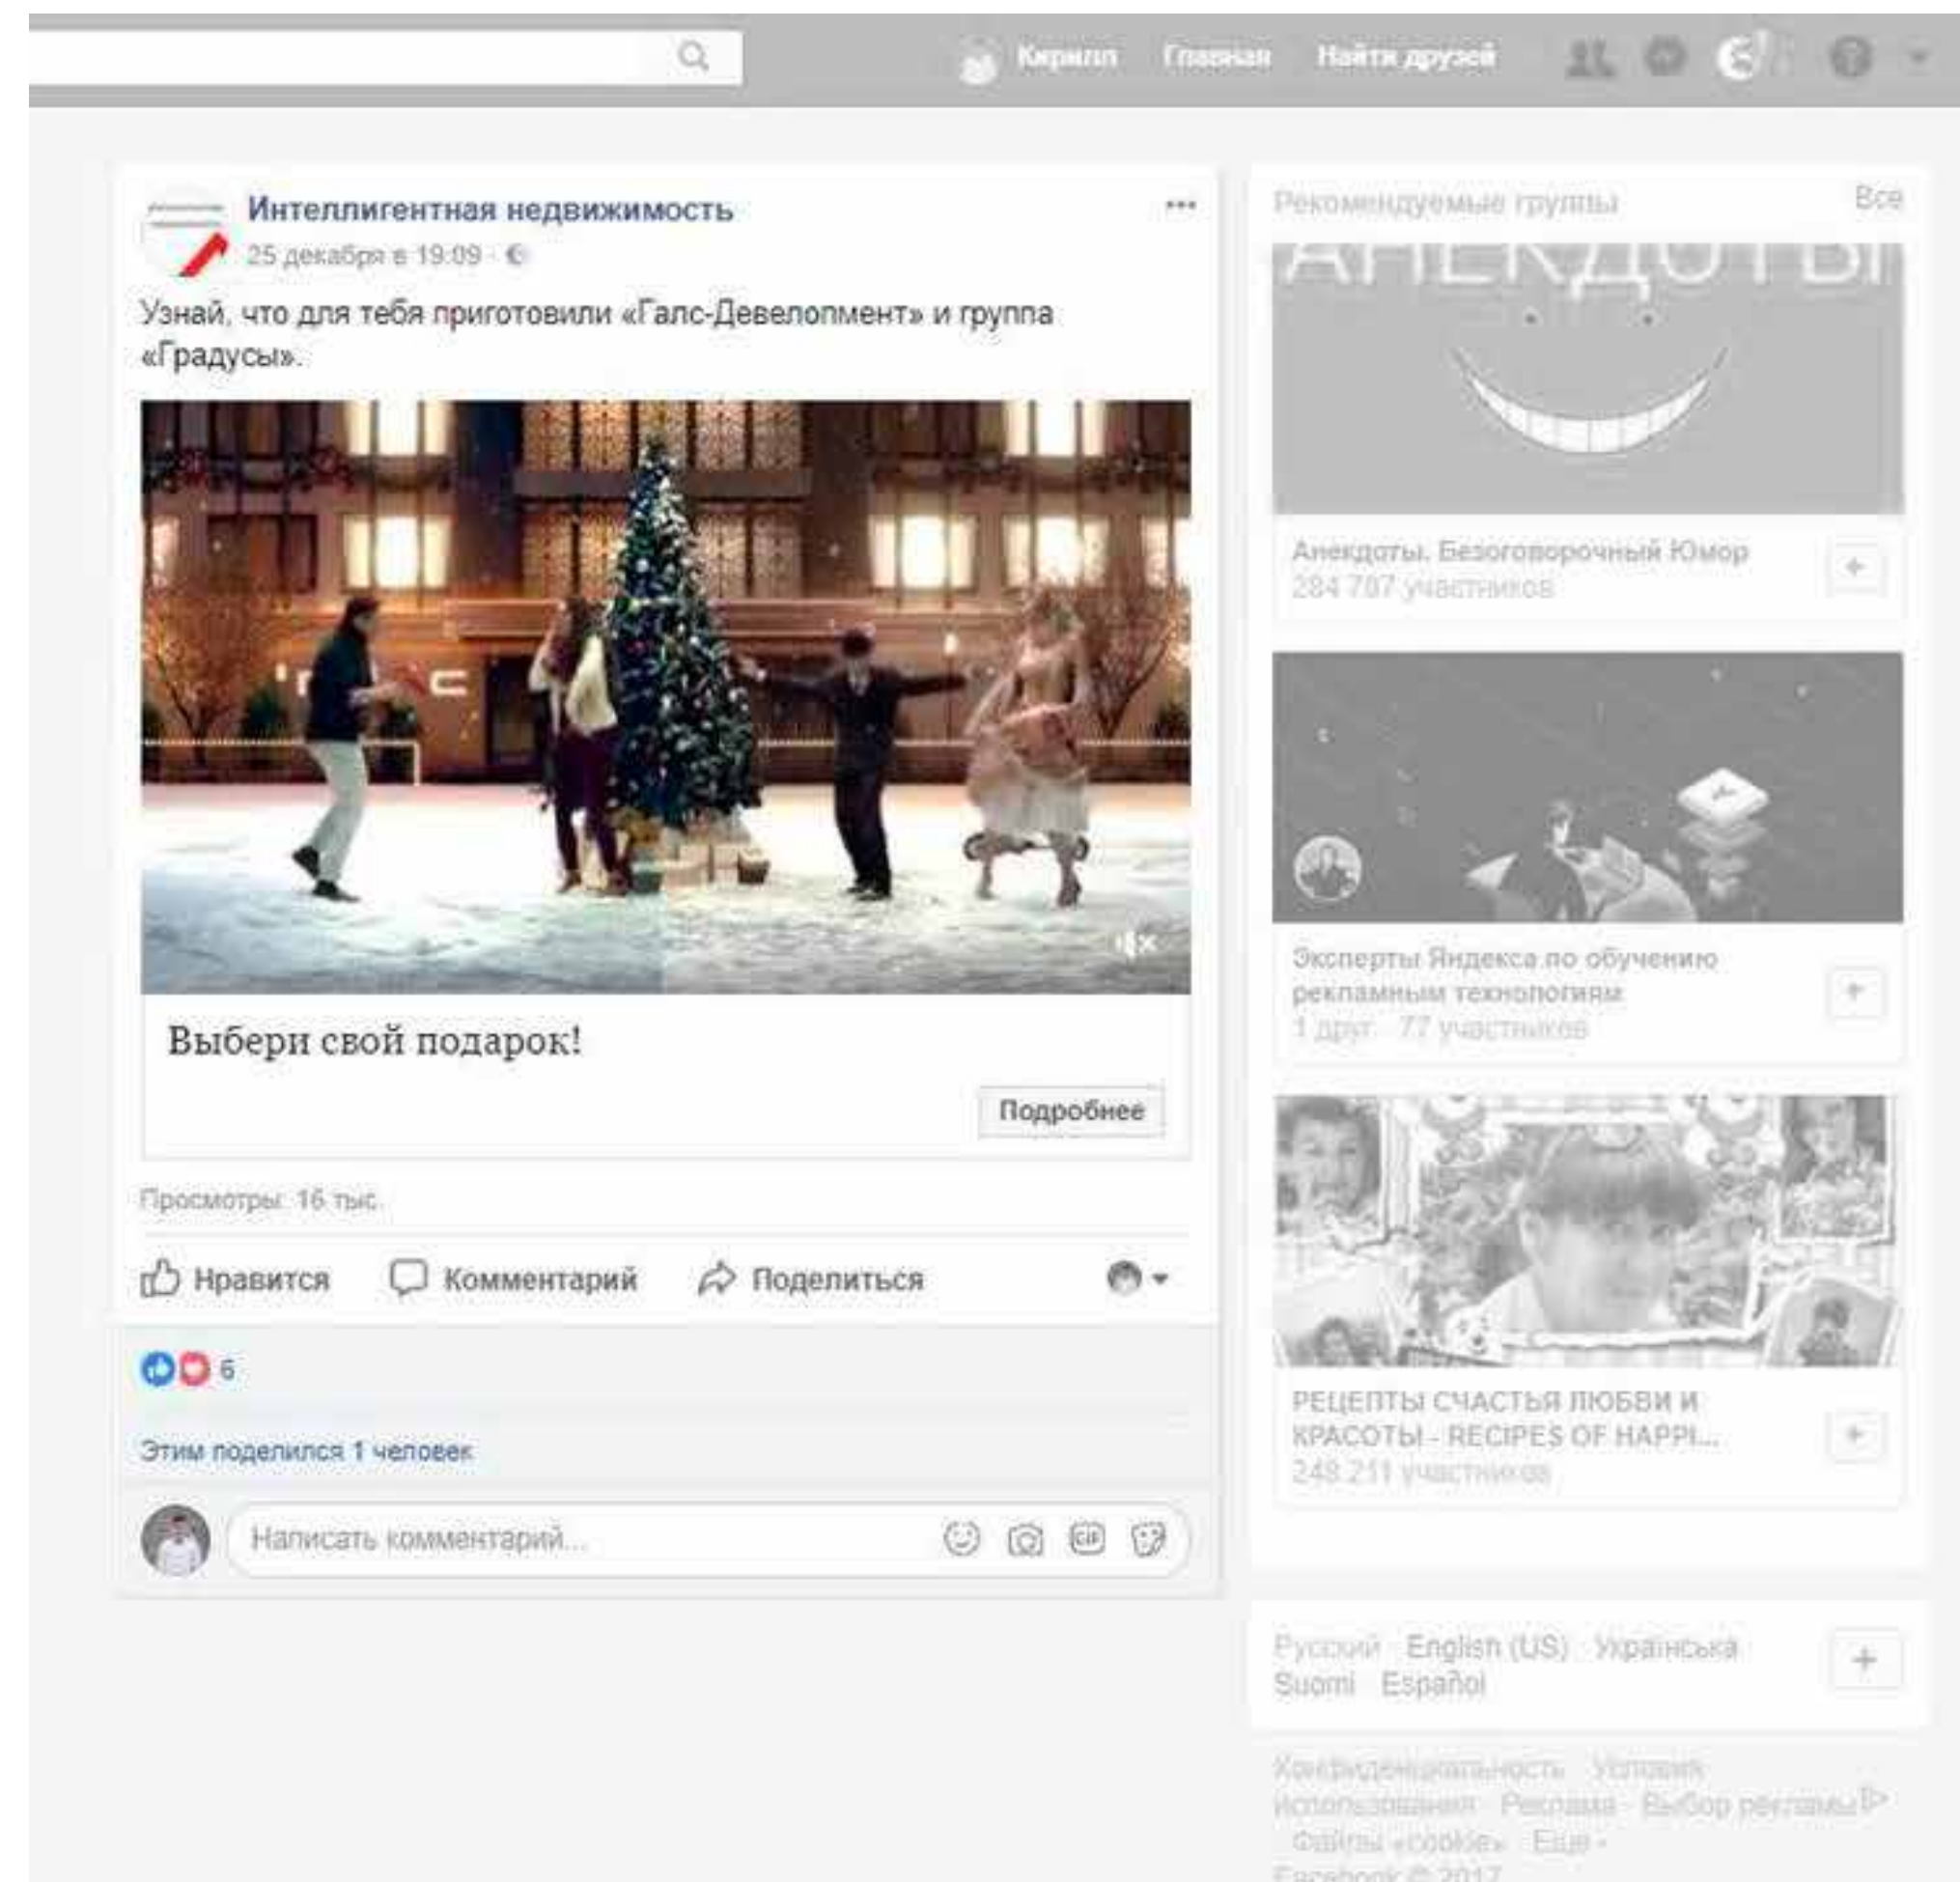 Кирилл Главная Найти друзей
Интеллигентная недвижимость
25 декабря в 19:09
Узнай, что для тебя приготовили «Галс-Девелопмент» и группа
«Градусы».
Выбери свой подарок!
Подробнее
Просмотры: 16 тыс.
Нравится Комментарий Поделиться
6
Этим поделился 1 человек
Написать комментарий...
GIF
Рекомендуемые группы Все
АНЕКДОТЫ
Анекдоты. Безоговорочный Юмор
284 787 участников
Эксперты Яндекса по обучению
рекламным технологиям
1 друг · 77 участников
РЕЦЕПТЫ СЧАСТЬЯ ЛЮБВИ И
КРАСОТЫ - RECIPES OF HAPPI...
248 211 участников
Русский English (US) Українська
Suomi Español
Конфиденциальность Условия
использования · Реклама · Выбор рекламы
Файлы «cookie» Еще
Facebook © 2017